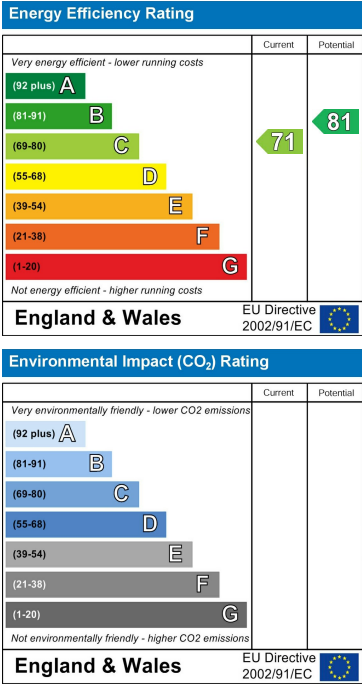 Energy Efficiency Rating
Current Potential
Very energy efficient - lower running costs
(92 plus) A
(81-91) B
(69-80) C
(55-68) D
(39-54) E
(21-38) F
(1-20) G
71
81
Not energy efficient - higher running costs
England & Wales
EU Directive
2002/91/EC
Environmental Impact (CO₂) Rating
Current Potential
Very environmentally friendly - lower CO2 emissions
(92 plus) A
(81-91) B
(69-80) C
(55-68) D
(39-54) E
(21-38) F
(1-20) G
Not environmentally friendly - higher CO2 emissions
England & Wales
EU Directive
2002/91/EC